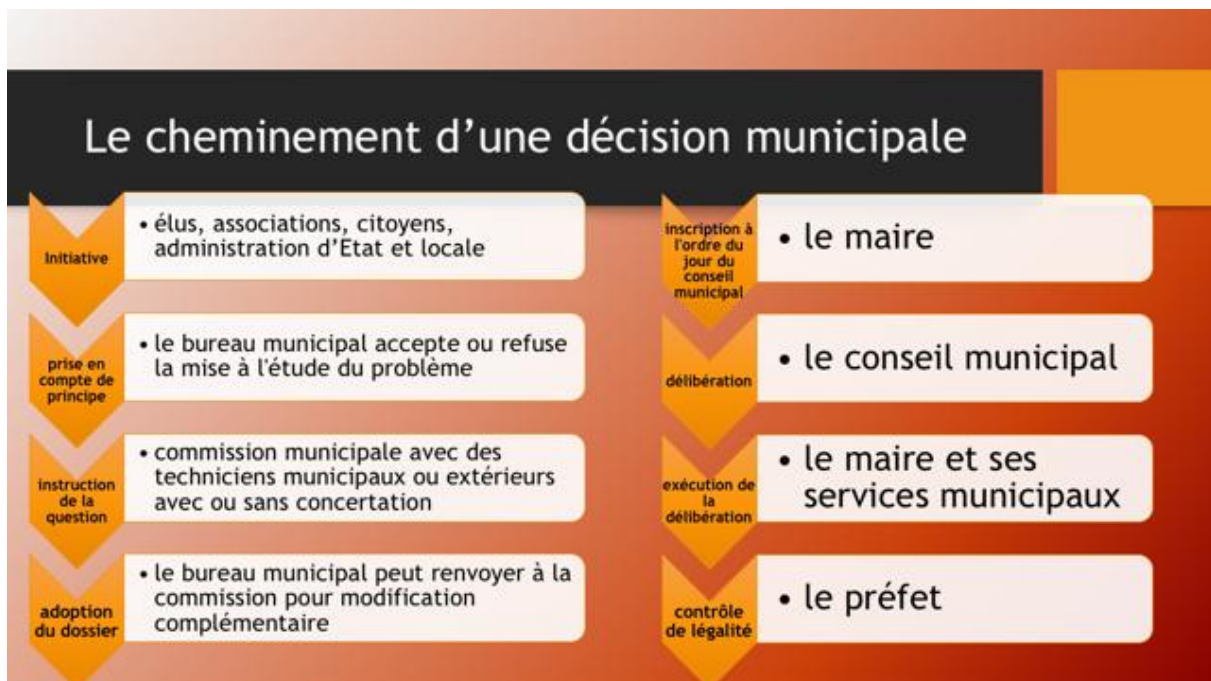 Le cheminement d’une décision municipale
Initiative
• élus, associations, citoyens,
administration d’Etat et locale
prise en
compte de
principe
• le bureau municipal accepte ou refuse
la mise à l'étude du problème
instruction
de la
question
• commission municipale avec des
techniciens municipaux ou extérieurs
avec ou sans concertation
adoption
du dossier
• le bureau municipal peut renvoyer à la
commission pour modification
complémentaire
inscription à
l'ordre du
jour du
conseil
municipal
• le maire
délibération
• le conseil municipal
exécution de
la
délibération
• le maire et ses
services municipaux
contrôle
de légalité
• le préfet